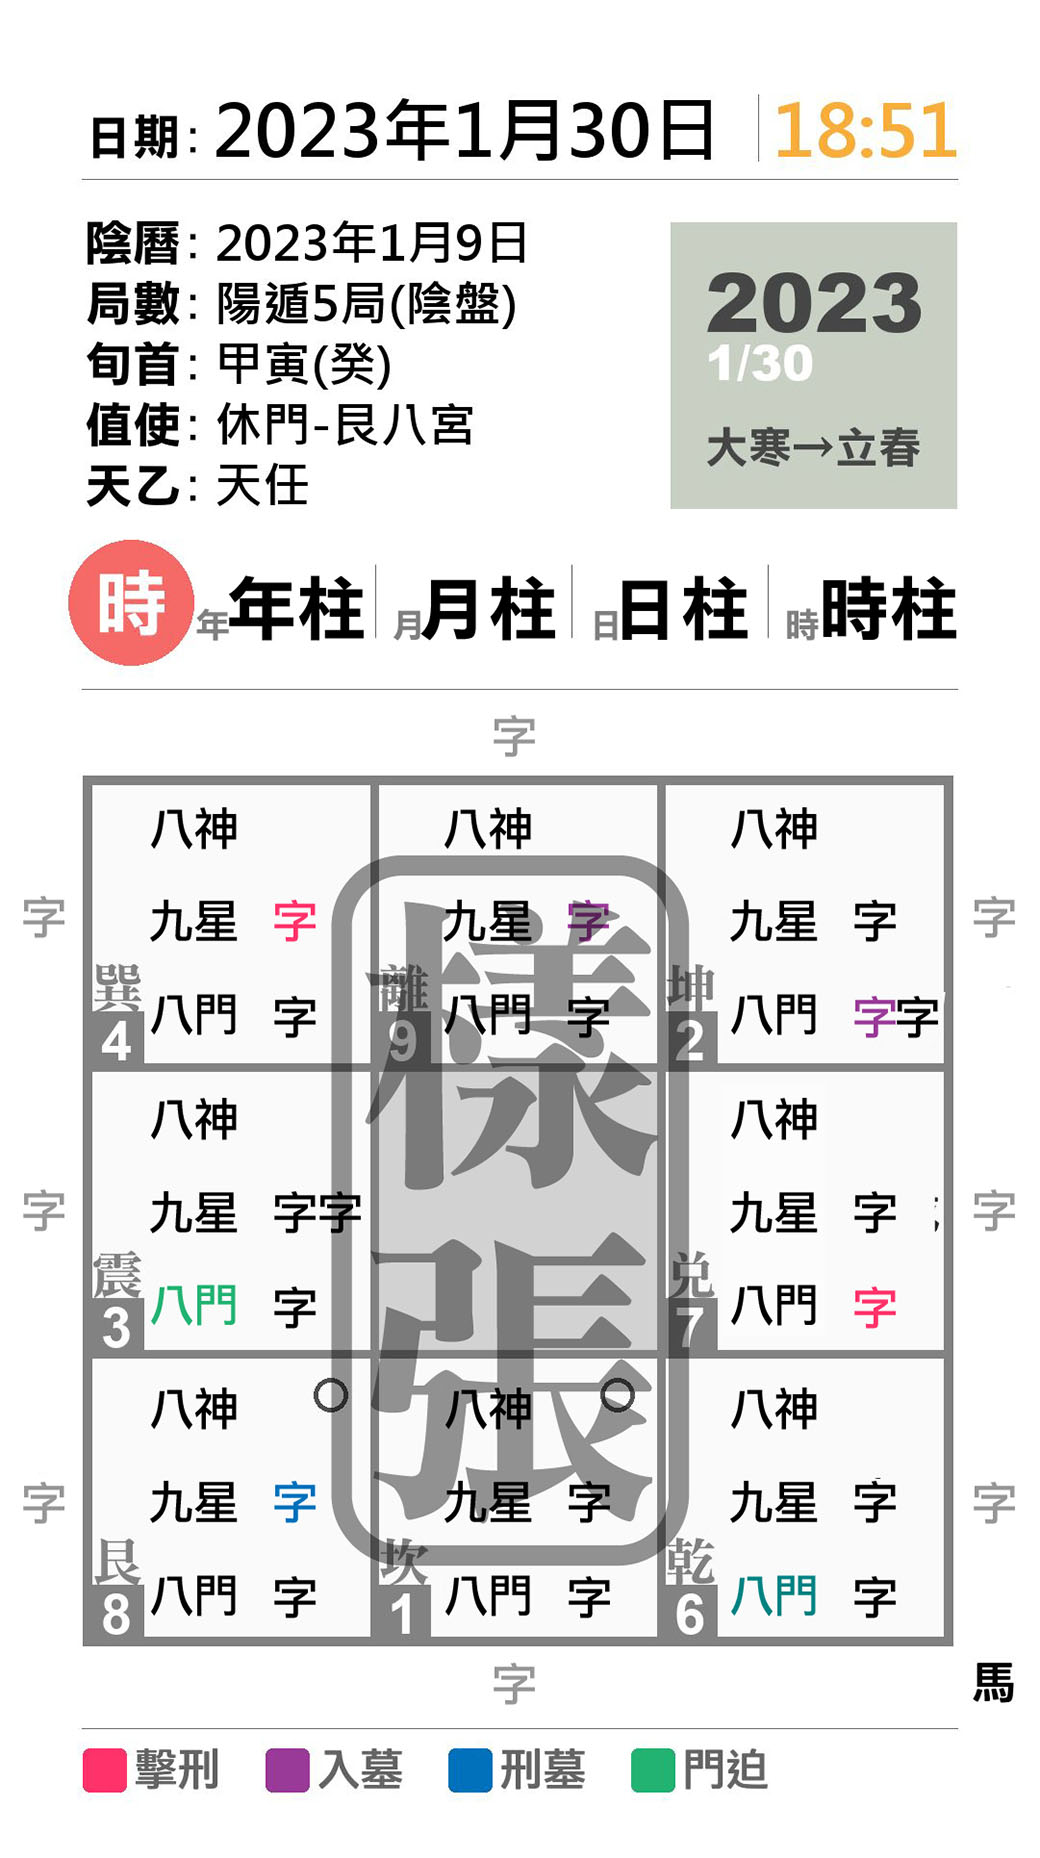 日期：2023年1月30日 18:51
陰曆：2023年1月9日
局數：陽遁5局(陰盤)
旬首：甲寅(癸)
值使：休門-艮八宮
天乙：天任
2023
1/30
大寒→立春
時 年年柱 月月柱 日日柱 時時柱
字
八神 八神 八神
字 九星 字 九星 字 九星 字 字
巽 離 坤
4 八門 字 9 八門 字 2 八門 字字
八神 八神
字 九星 字字 九星 字 字
震 兌
3 八門 字 7 八門 字
八神 八神 八神
字 九星 字 九星 字 九星 字 字
艮 坎 乾
8 八門 字 1 八門 字 6 八門 字
樣張
字 馬
擊刑 入墓 刑墓 門迫